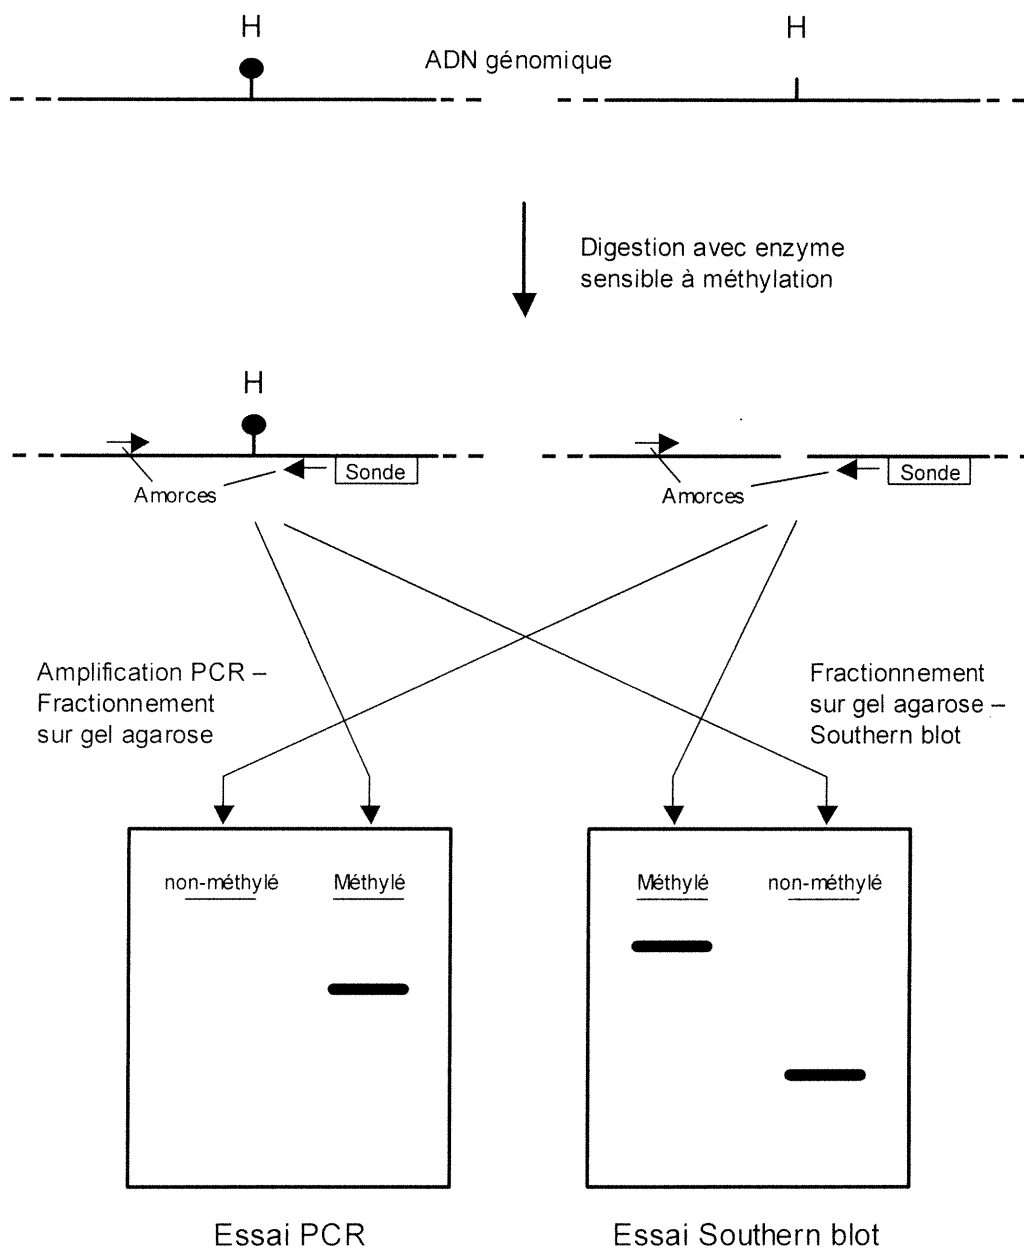 H
H
ADN génomique
Digestion avec enzyme
sensible à méthylation
H
Sonde
Amorces
Sonde
Amorces
Amplification PCR –
Fractionnement
sur gel agarose
Fractionnement
sur gel agarose –
Southern blot
non-méthylé
Méthylé
Méthylé
non-méthylé
Essai PCR
Essai Southern blot